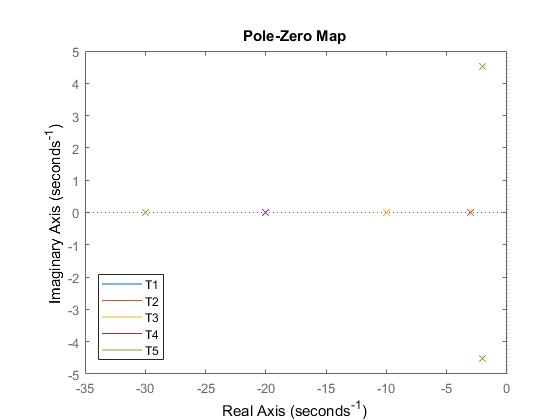 Pole-Zero Map
Imaginary Axis (seconds⁻¹)
5
4
3
2
1
0
-1
-2
-3
-4
-5
T1
T2
T3
T4
T5
-35 -30 -25 -20 -15 -10 -5 0
Real Axis (seconds⁻¹)